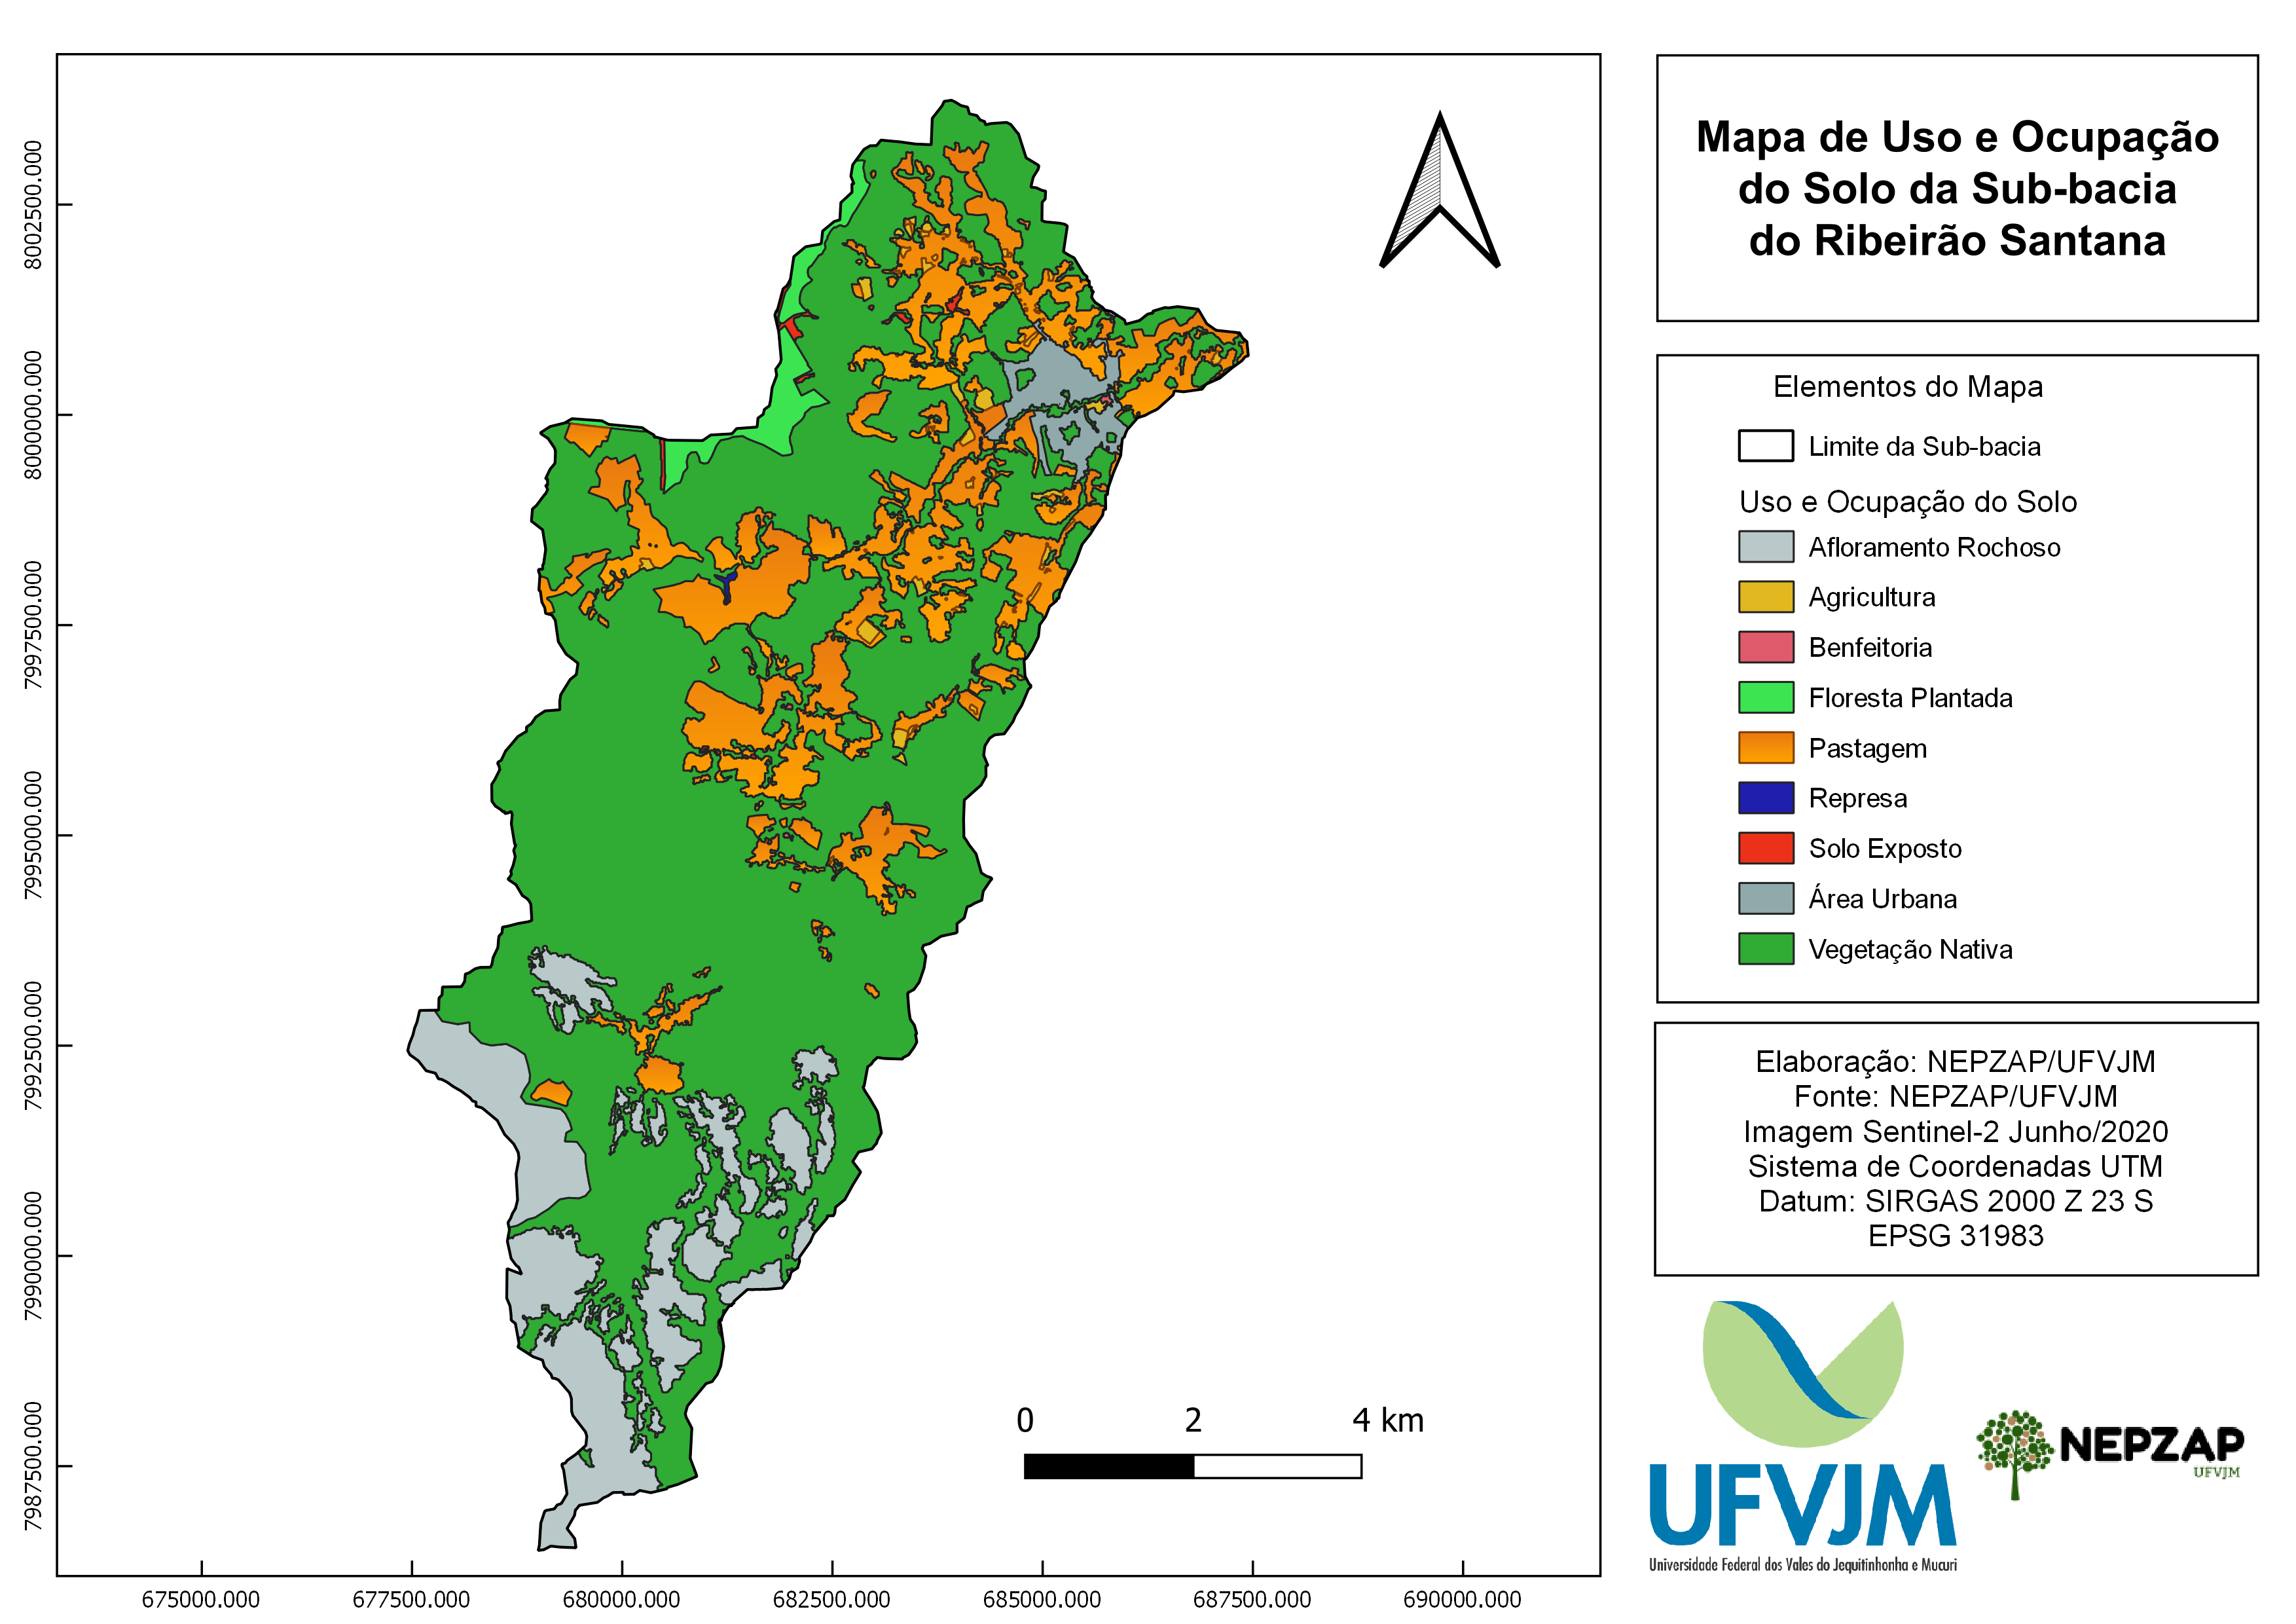 Mapa de Uso e Ocupação
do Solo da Sub-bacia
do Ribeirão Santana
Elementos do Mapa
Limite da Sub-bacia
Uso e Ocupação do Solo
Afloramento Rochoso
Agricultura
Benfeitoria
Floresta Plantada
Pastagem
Represa
Solo Exposto
Área Urbana
Vegetação Nativa
Elaboração: NEPZAP/UFVJM
Fonte: NEPZAP/UFVJM
Imagem Sentinel-2 Junho/2020
Sistema de Coordenadas UTM
Datum: SIRGAS 2000 Z 23 S
EPSG 31983
UFVJM
Universidade Federal dos Vales do Jequitinhonha e Mucuri
NEPZAP
UFVJM
8002500.000
8000000.000
7997500.000
7995000.000
7992500.000
7990000.000
7987500.000
0 2 4 km
675000.000 677500.000 680000.000 682500.000 685000.000 687500.000 690000.000